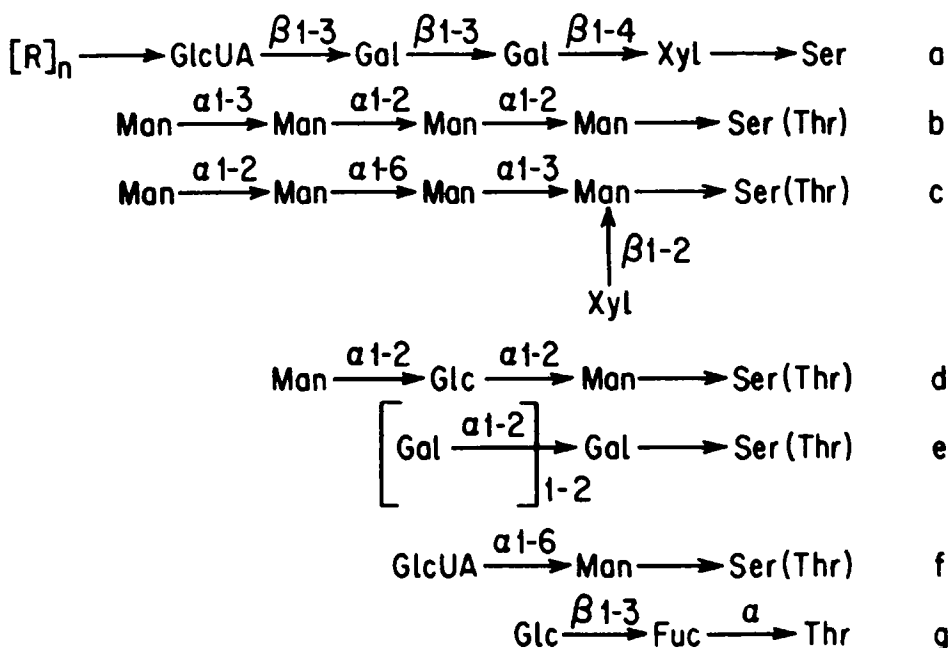 β1-3 β1-3 β1-4
[R]n GlcUA Gal Gal Xyl Ser a
α1-3 α1-2 α1-2
Man Man Man Man Ser (Thr) b
α1-2 α1-6 α1-3
Man Man Man Man Ser(Thr) c
β1-2
Xyl
α1-2 α1-2
Man Glc Man Ser(Thr) d
α1-2
[Gal ] Gal Ser (Thr) e
1-2
α1-6
GlcUA Man Ser(Thr) f
β1-3 α
Glc Fuc Thr g